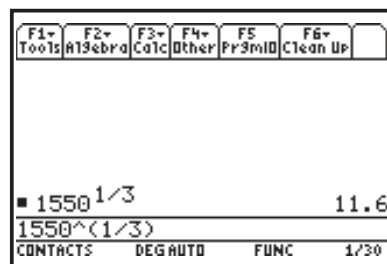 F1▾ F2▾ F3▾ F4▾ F5 F6▾
Tools Algebra Calc Other PrgmIO Clean Up
▪ 1550^1/3 11.6
1550^(1/3)
CONTACTS DEG AUTO FUNC 1/30